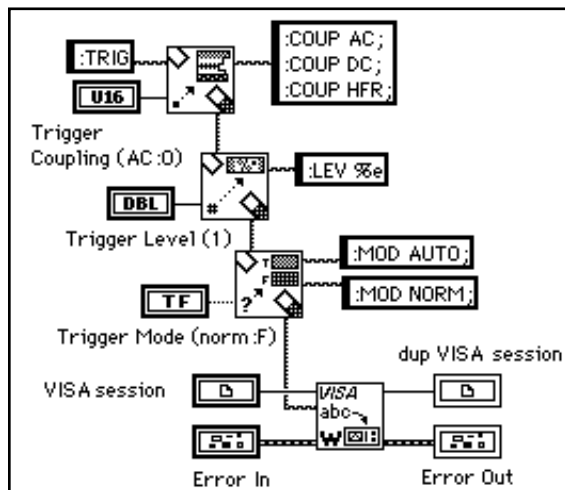 :TRIG
:COUP AC;
:COUP DC;
:COUP HFR;
U16
Trigger
Coupling (AC:0)
:LEV %e
DBL
#
Trigger Level (1)
T
F
:MOD AUTO;
:MOD NORM;
TF
?
Trigger Mode (norm:F)
dup VISA session
VISA session
VISA
abc
W
Error In
Error Out